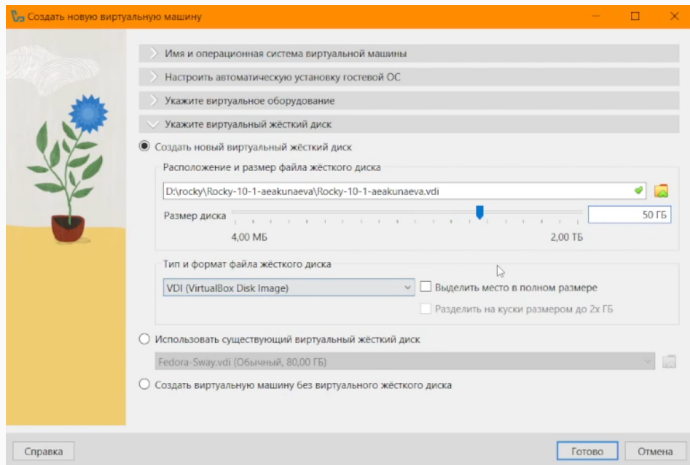 Создать новую виртуальную машину
Имя и операционная система виртуальной машины
Настроить автоматическую установку гостевой ОС
Укажите виртуальное оборудование
Укажите виртуальный жёсткий диск
Создать новый виртуальный жёсткий диск
Расположение и размер файла жёсткого диска
D:\rocky\Rocky-10-1-aeakunaeva\Rocky-10-1-aeakunaeva.vdi
Размер диска
50 ГБ
4,00 МБ 2,00 ТБ
Тип и формат файла жёсткого диска
VDI (VirtualBox Disk Image) Выделить место в полном размере
Разделить на куски размером до 2х ГБ
Использовать существующий виртуальный жёсткий диск
Fedora-Sway.vdi (Обычный, 80,00 ГБ)
Создать виртуальную машину без виртуального жёсткого диска
Справка Готово Отмена